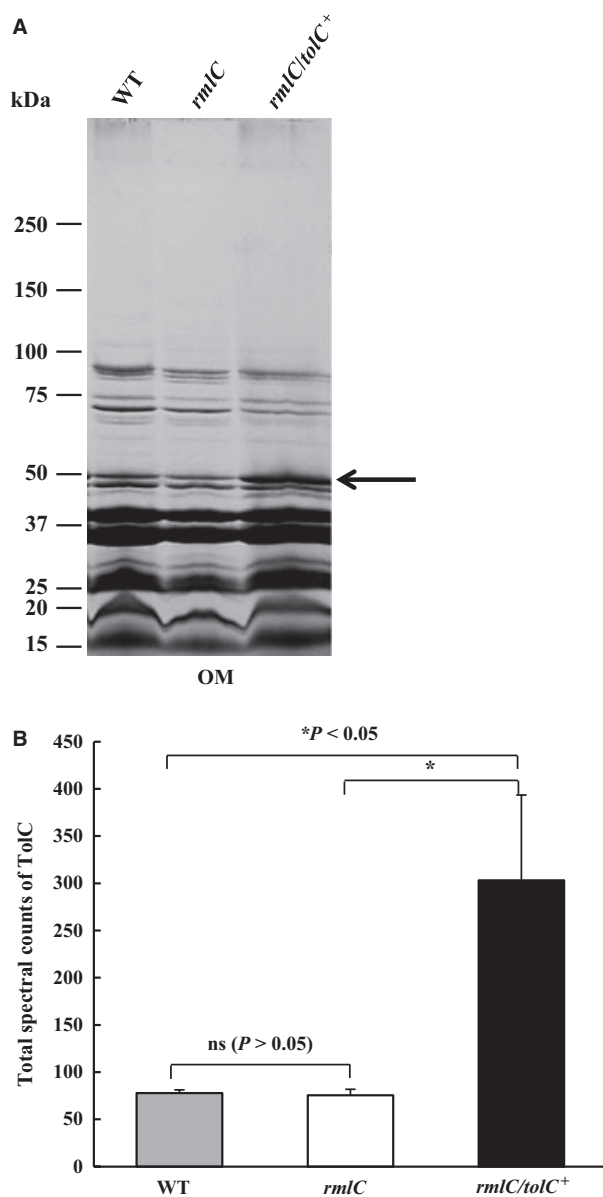 A
kDa
WT
rmlC
rmlC/tolC+
250
150
100
75
50
37
25
20
15
OM
B
*P < 0.05
*
ns (P > 0.05)
Total spectral counts of TolC
450
400
350
300
250
200
150
100
50
0
WT
rmlC
rmlC/tolC+